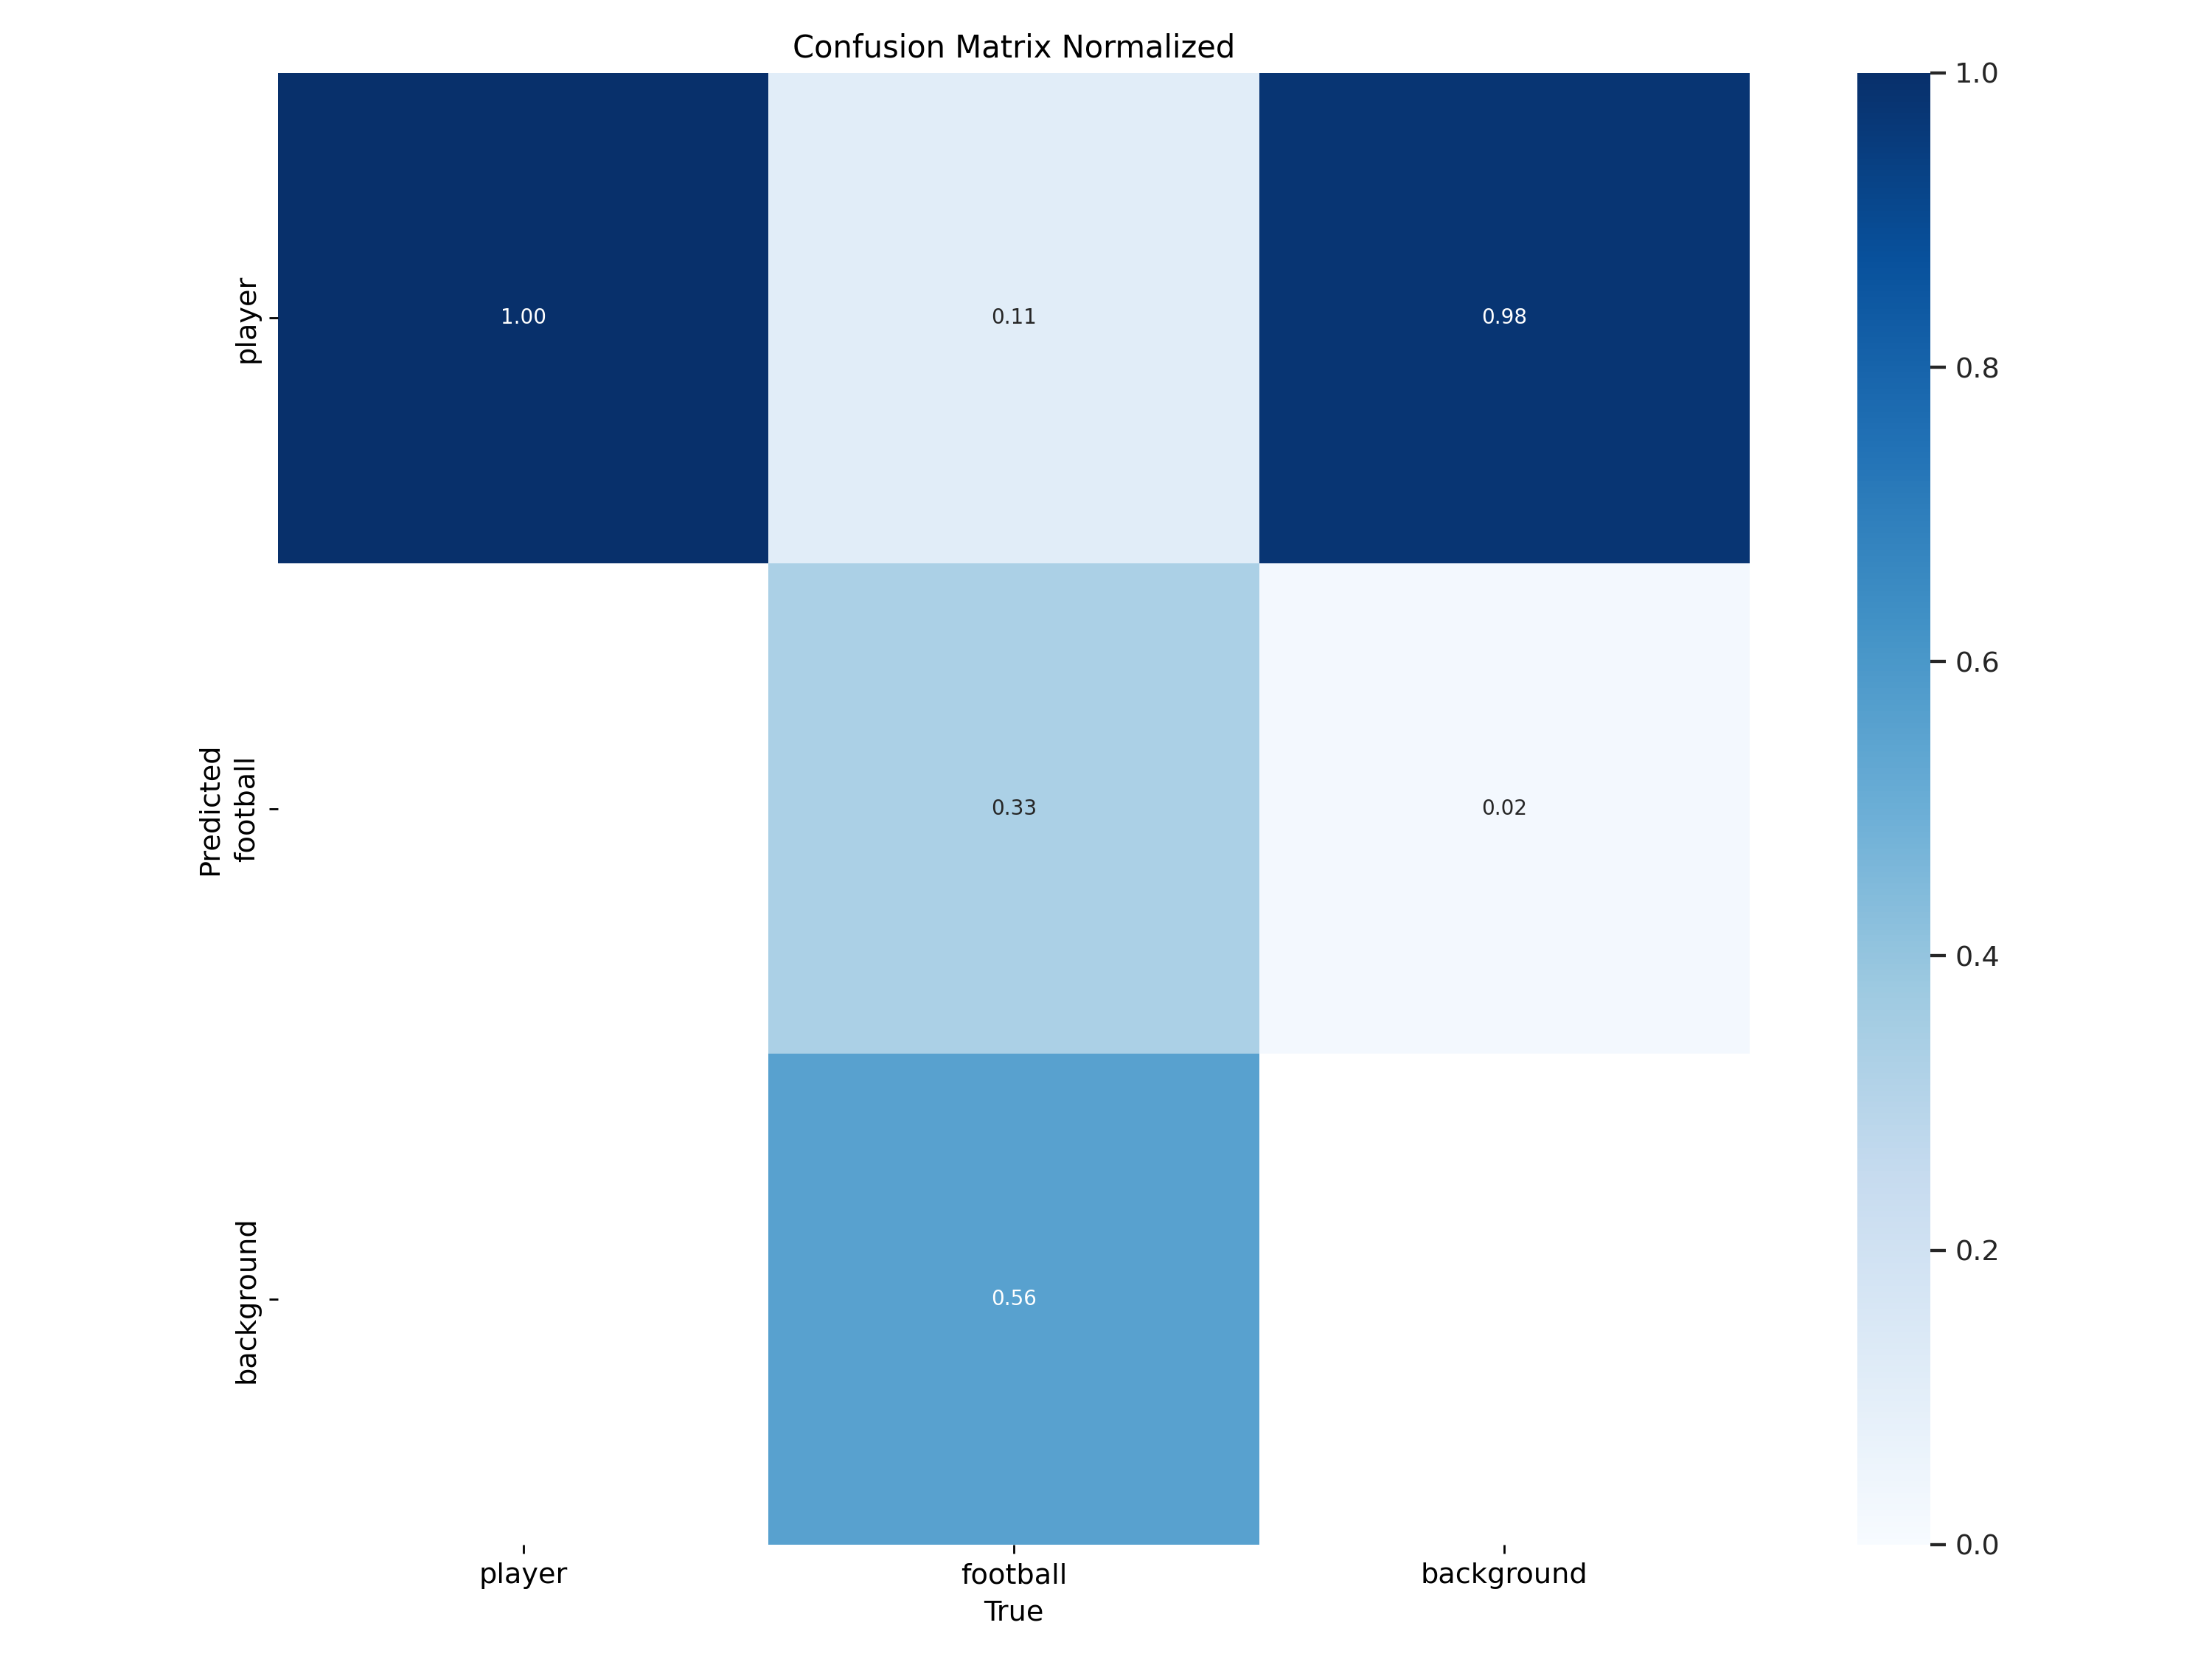 Confusion Matrix Normalized
1.00
0.11
0.98
0.33
0.02
0.56
player
football
background
Predicted
player
football
background
True
1.0
0.8
0.6
0.4
0.2
0.0